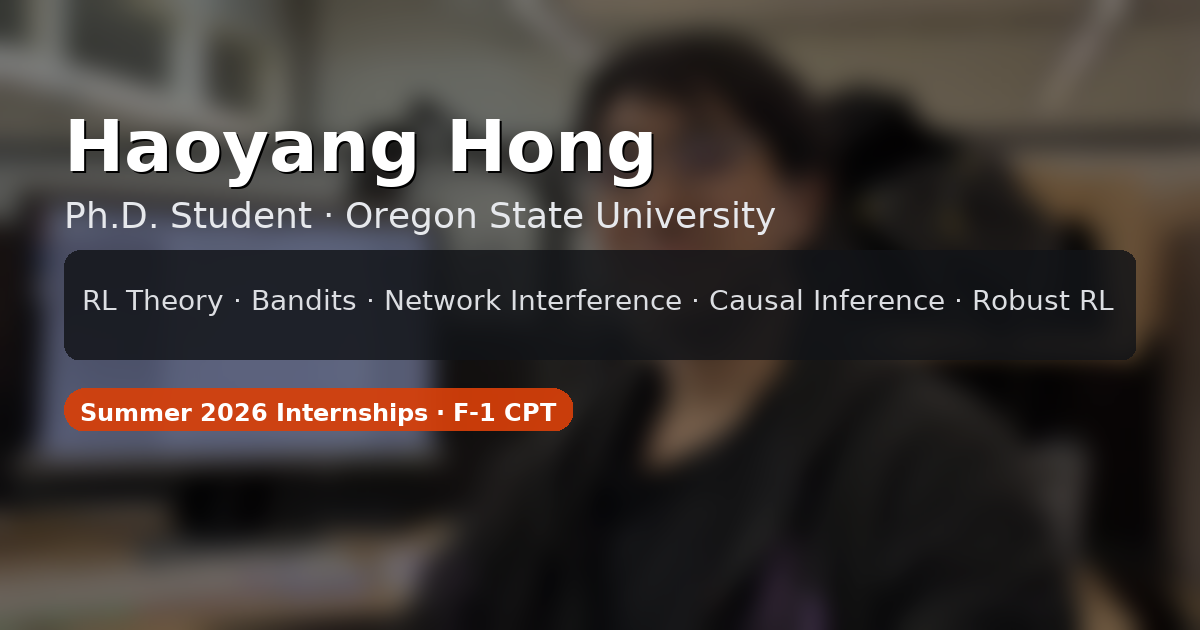 Haoyang Hong
Ph.D. Student · Oregon State University
RL Theory · Bandits · Network Interference · Causal Inference · Robust RL
Summer 2026 Internships · F-1 CPT